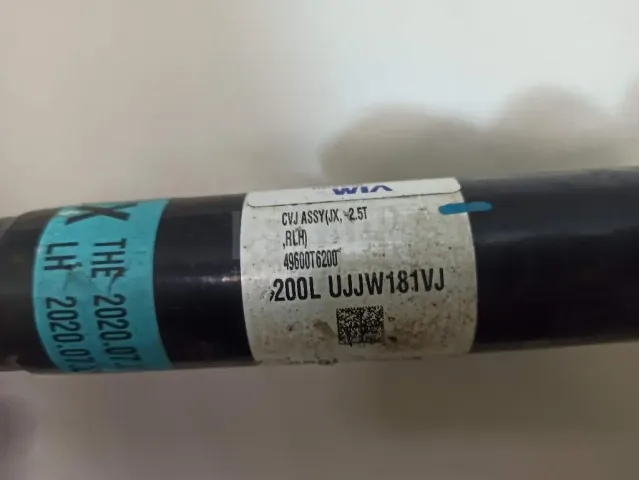 WIA
CVJ ASSY(JX, -2.5T
,RLH)
49600T6200
200L UJJW181VJ
X
THE 2020.07.
LH 2020.07.